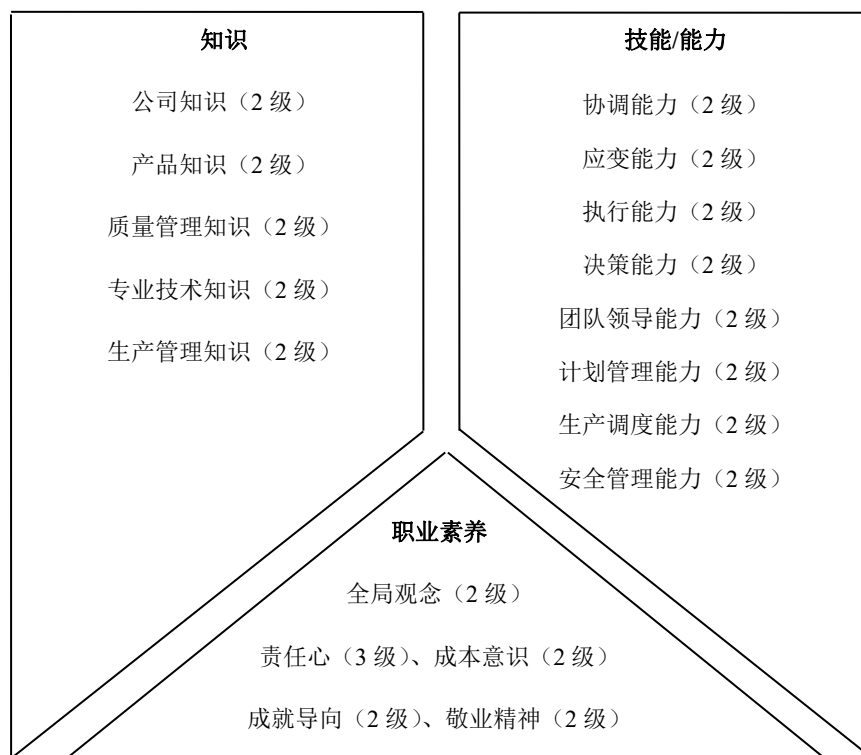 知识
公司知识（2 级）
产品知识（2 级）
质量管理知识（2 级）
专业技术知识（2 级）
生产管理知识（2 级）
技能/能力
协调能力（2 级）
应变能力（2 级）
执行能力（2 级）
决策能力（2 级）
团队领导能力（2 级）
计划管理能力（2 级）
生产调度能力（2 级）
安全管理能力（2 级）
职业素养
全局观念（2 级）
责任心（3 级）、成本意识（2 级）
成就导向（2 级）、敬业精神（2 级）